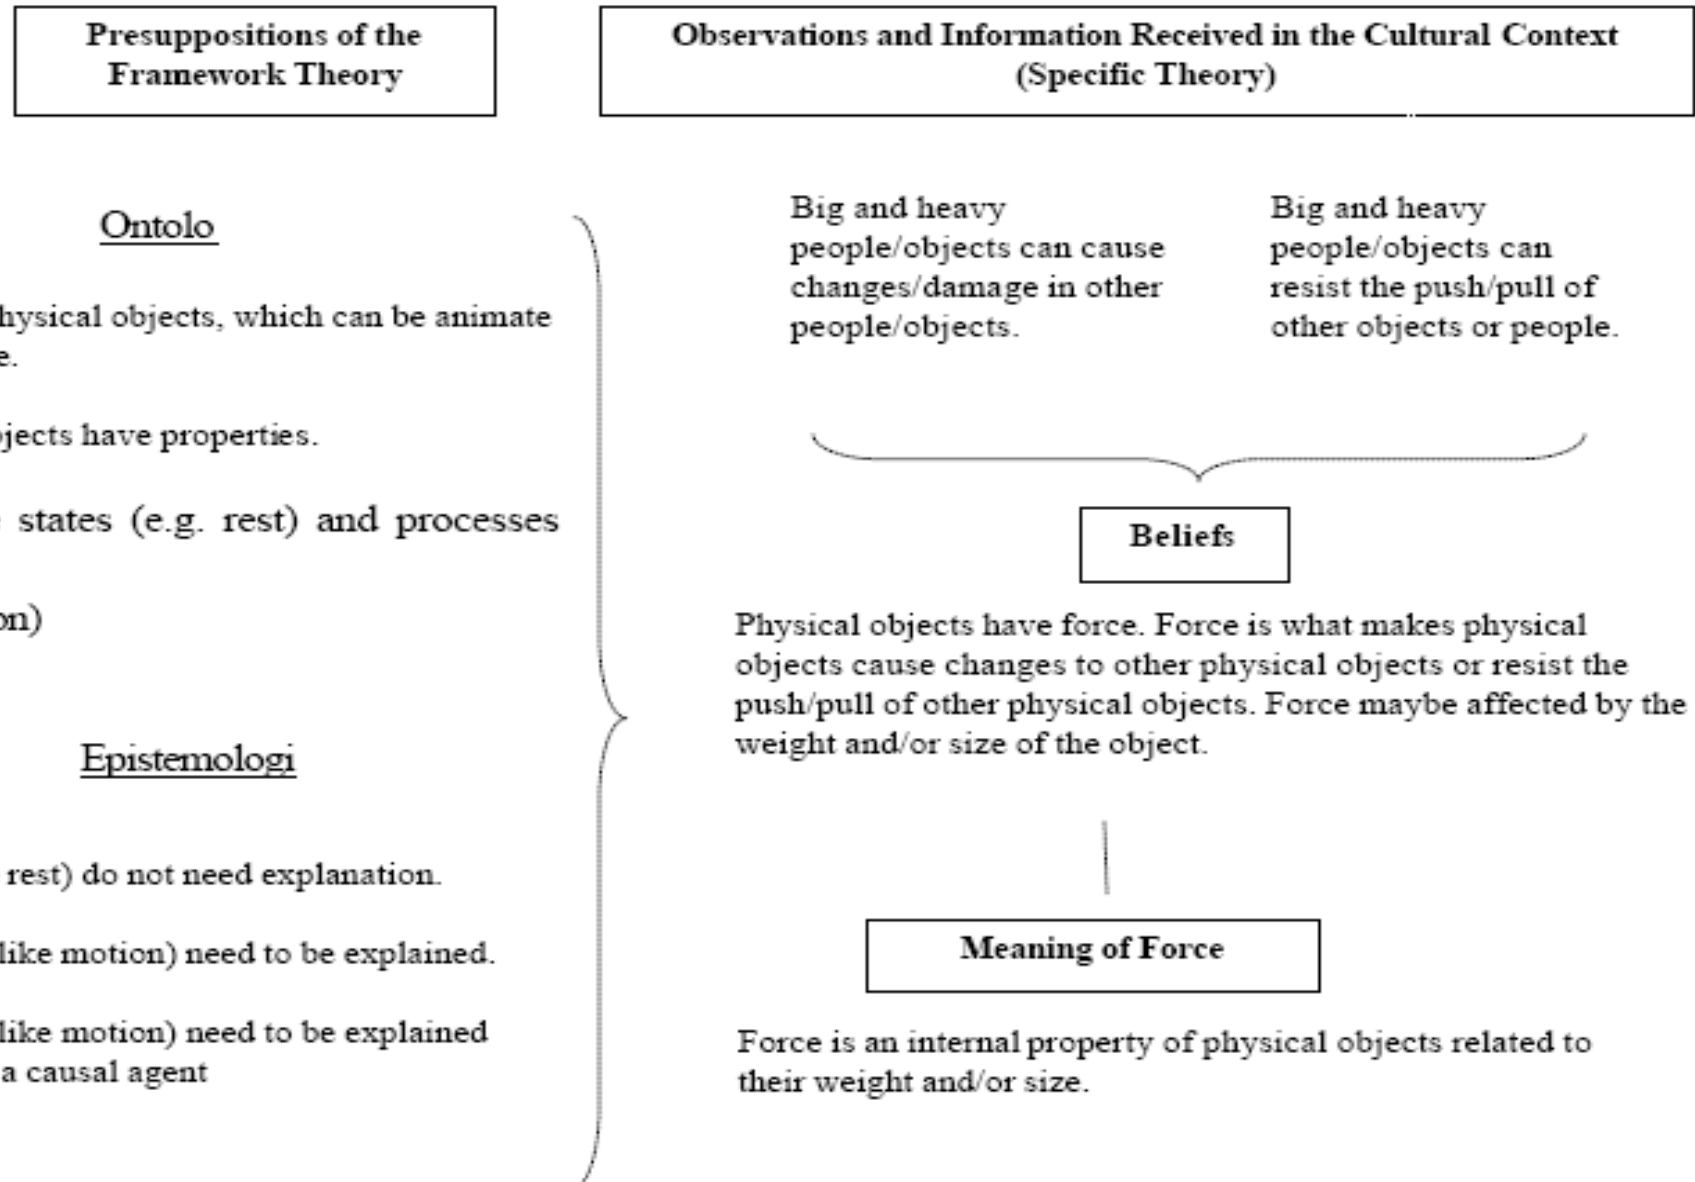 Presuppositions of the
Framework Theory
Observations and Information Received in the Cultural Context
(Specific Theory)
Ontolo
hysical objects, which can be animate
e.
jects have properties.
states (e.g. rest) and processes
on)
Epistemologi
rest) do not need explanation.
like motion) need to be explained.
like motion) need to be explained
a causal agent
Big and heavy
people/objects can cause
changes/damage in other
people/objects.
Big and heavy
people/objects can
resist the push/pull of
other objects or people.
Beliefs
Physical objects have force. Force is what makes physical
objects cause changes to other physical objects or resist the
push/pull of other physical objects. Force maybe affected by the
weight and/or size of the object.
Meaning of Force
Force is an internal property of physical objects related to
their weight and/or size.